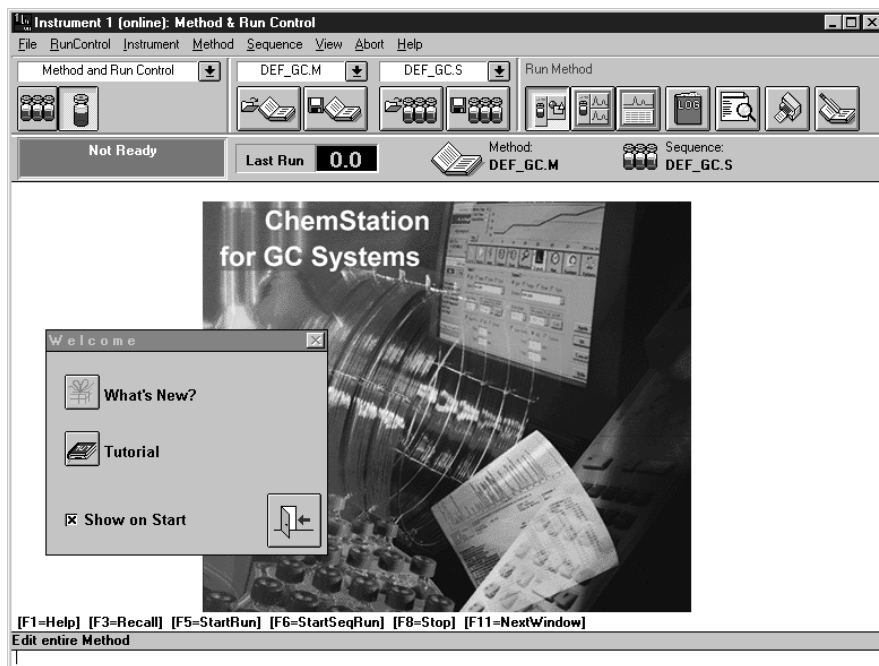 Instrument 1 (online): Method & Run Control
File RunControl Instrument Method Sequence View Abort Help
Method and Run Control DEF_GC.M DEF_GC.S Run Method
LOG
Not Ready Last Run 0.0 Method: DEF_GC.M Sequence: DEF_GC.S
ChemStation
for GC Systems
Welcome
What's New?
Tutorial
Show on Start
[F1=Help] [F3=Recall] [F5=StartRun] [F6=StartSeqRun] [F8=Stop] [F11=NextWindow]
Edit entire Method